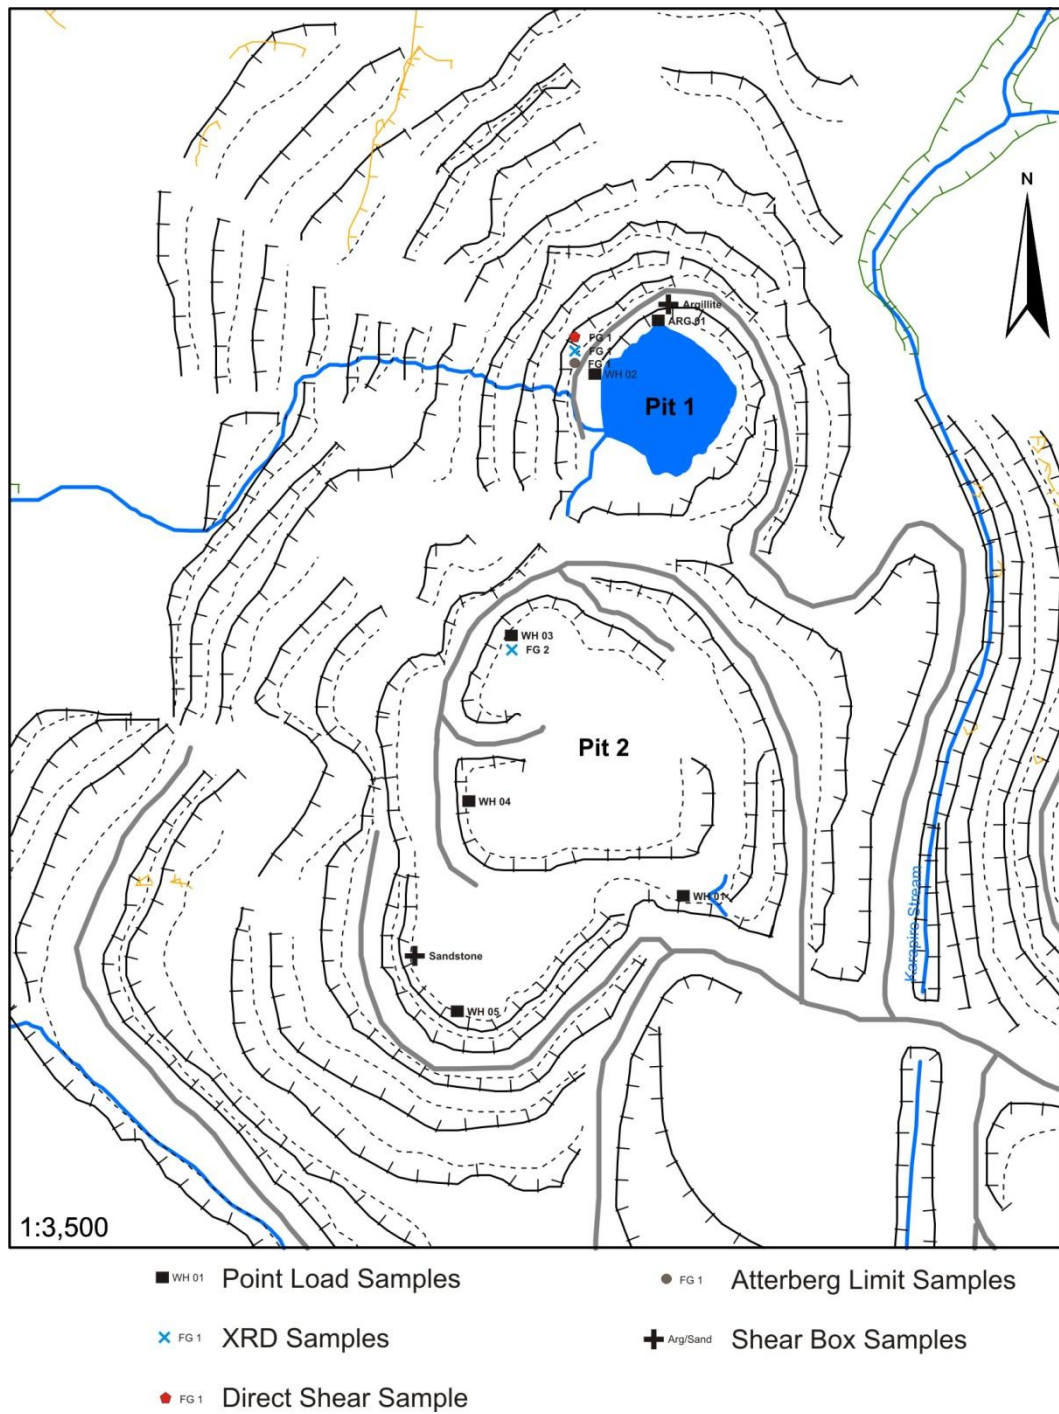 N
Argillite
ARG 01
FG 1
FG 1
FG 1
WH 02
Pit 1
WH 03
FG 2
Pit 2
WH 04
WH 01
Karapiro Stream
Sandstone
WH 05
1:3,500
WH 01 Point Load Samples
FG 1 Atterberg Limit Samples
FG 1 XRD Samples
Arg/Sand Shear Box Samples
FG 1 Direct Shear Sample